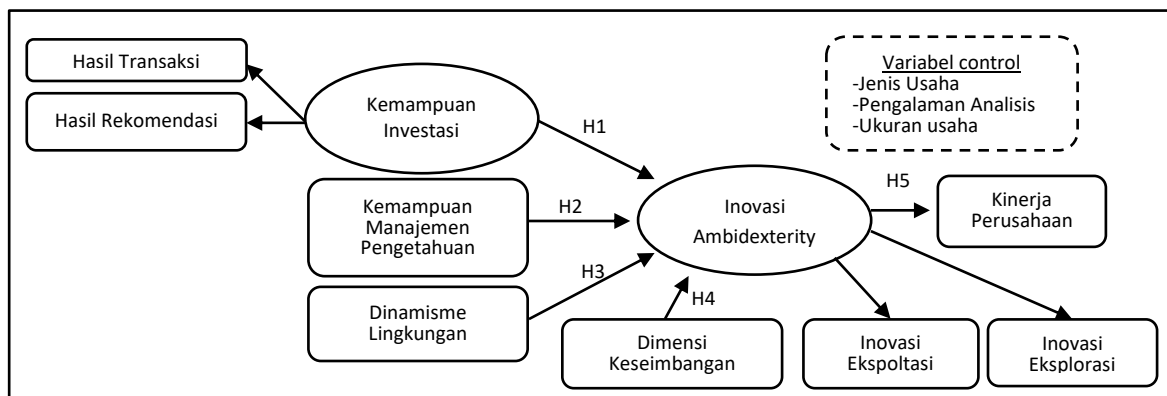 Hasil Transaksi
Hasil Rekomendasi
Kemampuan
Investasi
H1
Variabel control
-Jenis Usaha
-Pengalaman Analisis
-Ukuran usaha
Kemampuan
Manajemen
Pengetahuan
H2
Inovasi
Ambidexterity
H5
Kinerja
Perusahaan
Dinamisme
Lingkungan
H3
H4
Dimensi
Keseimbangan
Inovasi
Ekspoltasi
Inovasi
Eksplorasi